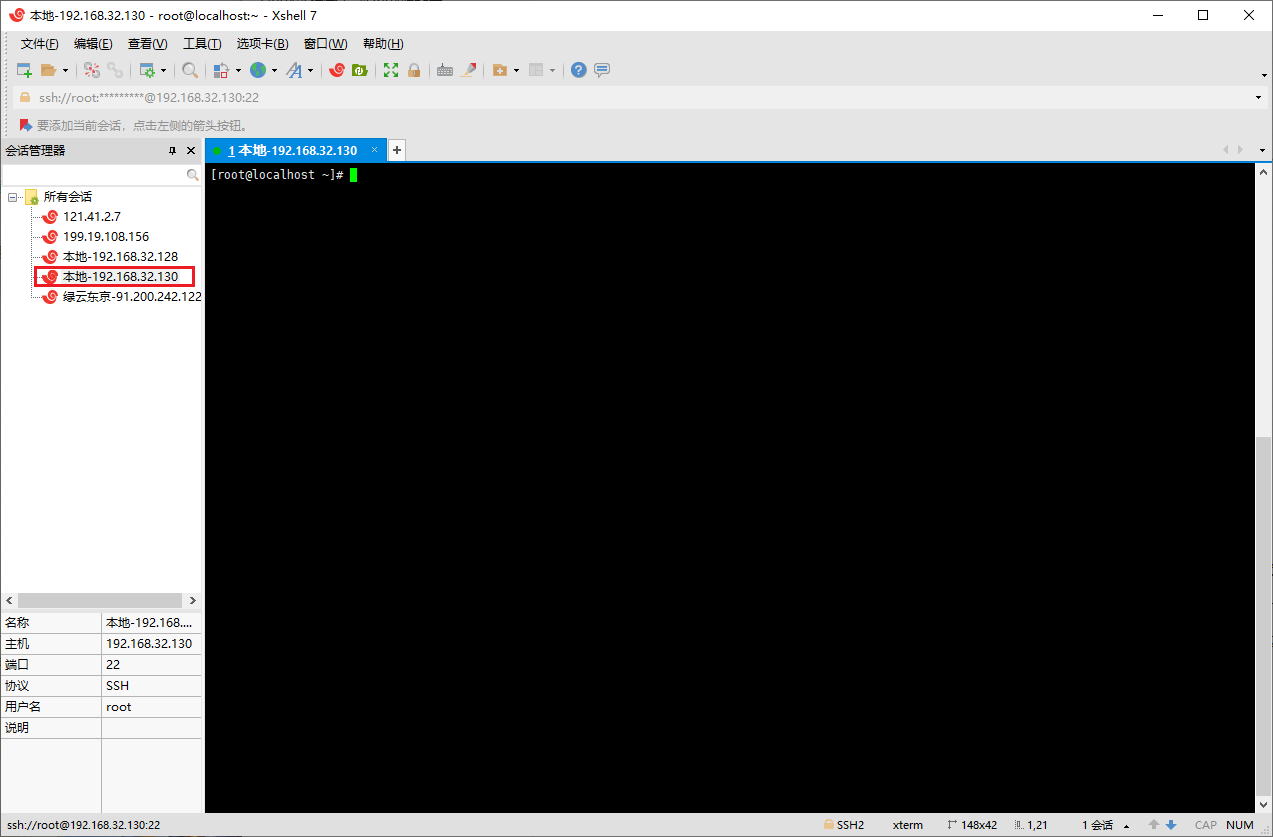 本地-192.168.32.130 - root@localhost:~ - Xshell 7
文件(F) 编辑(E) 查看(V) 工具(T) 选项卡(B) 窗口(W) 帮助(H)
ssh://root:*********@192.168.32.130:22
要添加当前会话，点击左侧的箭头按钮。
会话管理器
1 本地-192.168.32.130
[root@localhost ~]#
所有会话
121.41.2.7
199.19.108.156
本地-192.168.32.128
本地-192.168.32.130
绿云东京-91.200.242.122
名称 本地-192.168....
主机 192.168.32.130
端口 22
协议 SSH
用户名 root
说明
ssh://root@192.168.32.130:22 SSH2 xterm 148x42 1,21 1 会话 CAP NUM